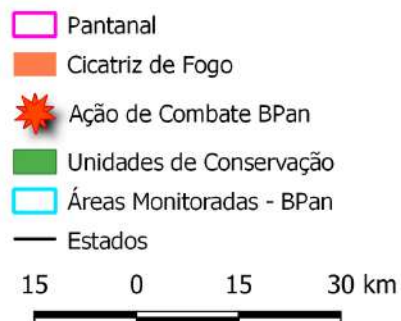 Pantanal
Cicatriz de Fogo
Ação de Combate BPan
Unidades de Conservação
Áreas Monitoradas - BPan
Estados
15 0 15 30 km